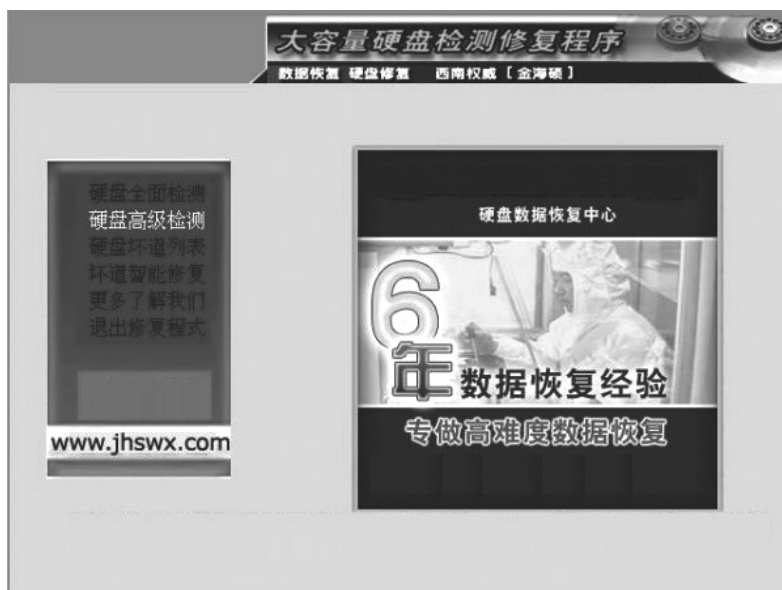 大容量硬盘检测修复程序
数据恢复 硬盘修复 西南权威 [ 金海硕 ]
硬盘全面检测
硬盘高级检测
硬盘坏道列表
坏道智能修复
更多了解我们
退出修复程式
www.jhswx.com
硬盘数据恢复中心
6年数据恢复经验
专做高难度数据恢复